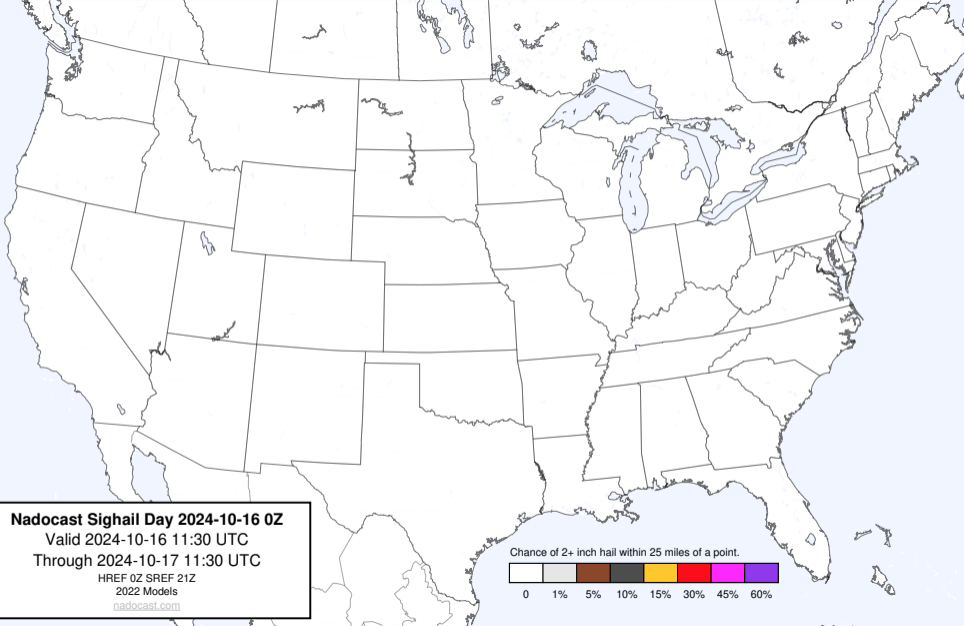 Nadocast Sighail Day 2024-10-16 0Z
Valid 2024-10-16 11:30 UTC
Through 2024-10-17 11:30 UTC
HREF 0Z SREF 21Z
2022 Models
nadocast.com
Chance of 2+ inch hail within 25 miles of a point.
0 1% 5% 10% 15% 30% 45% 60%